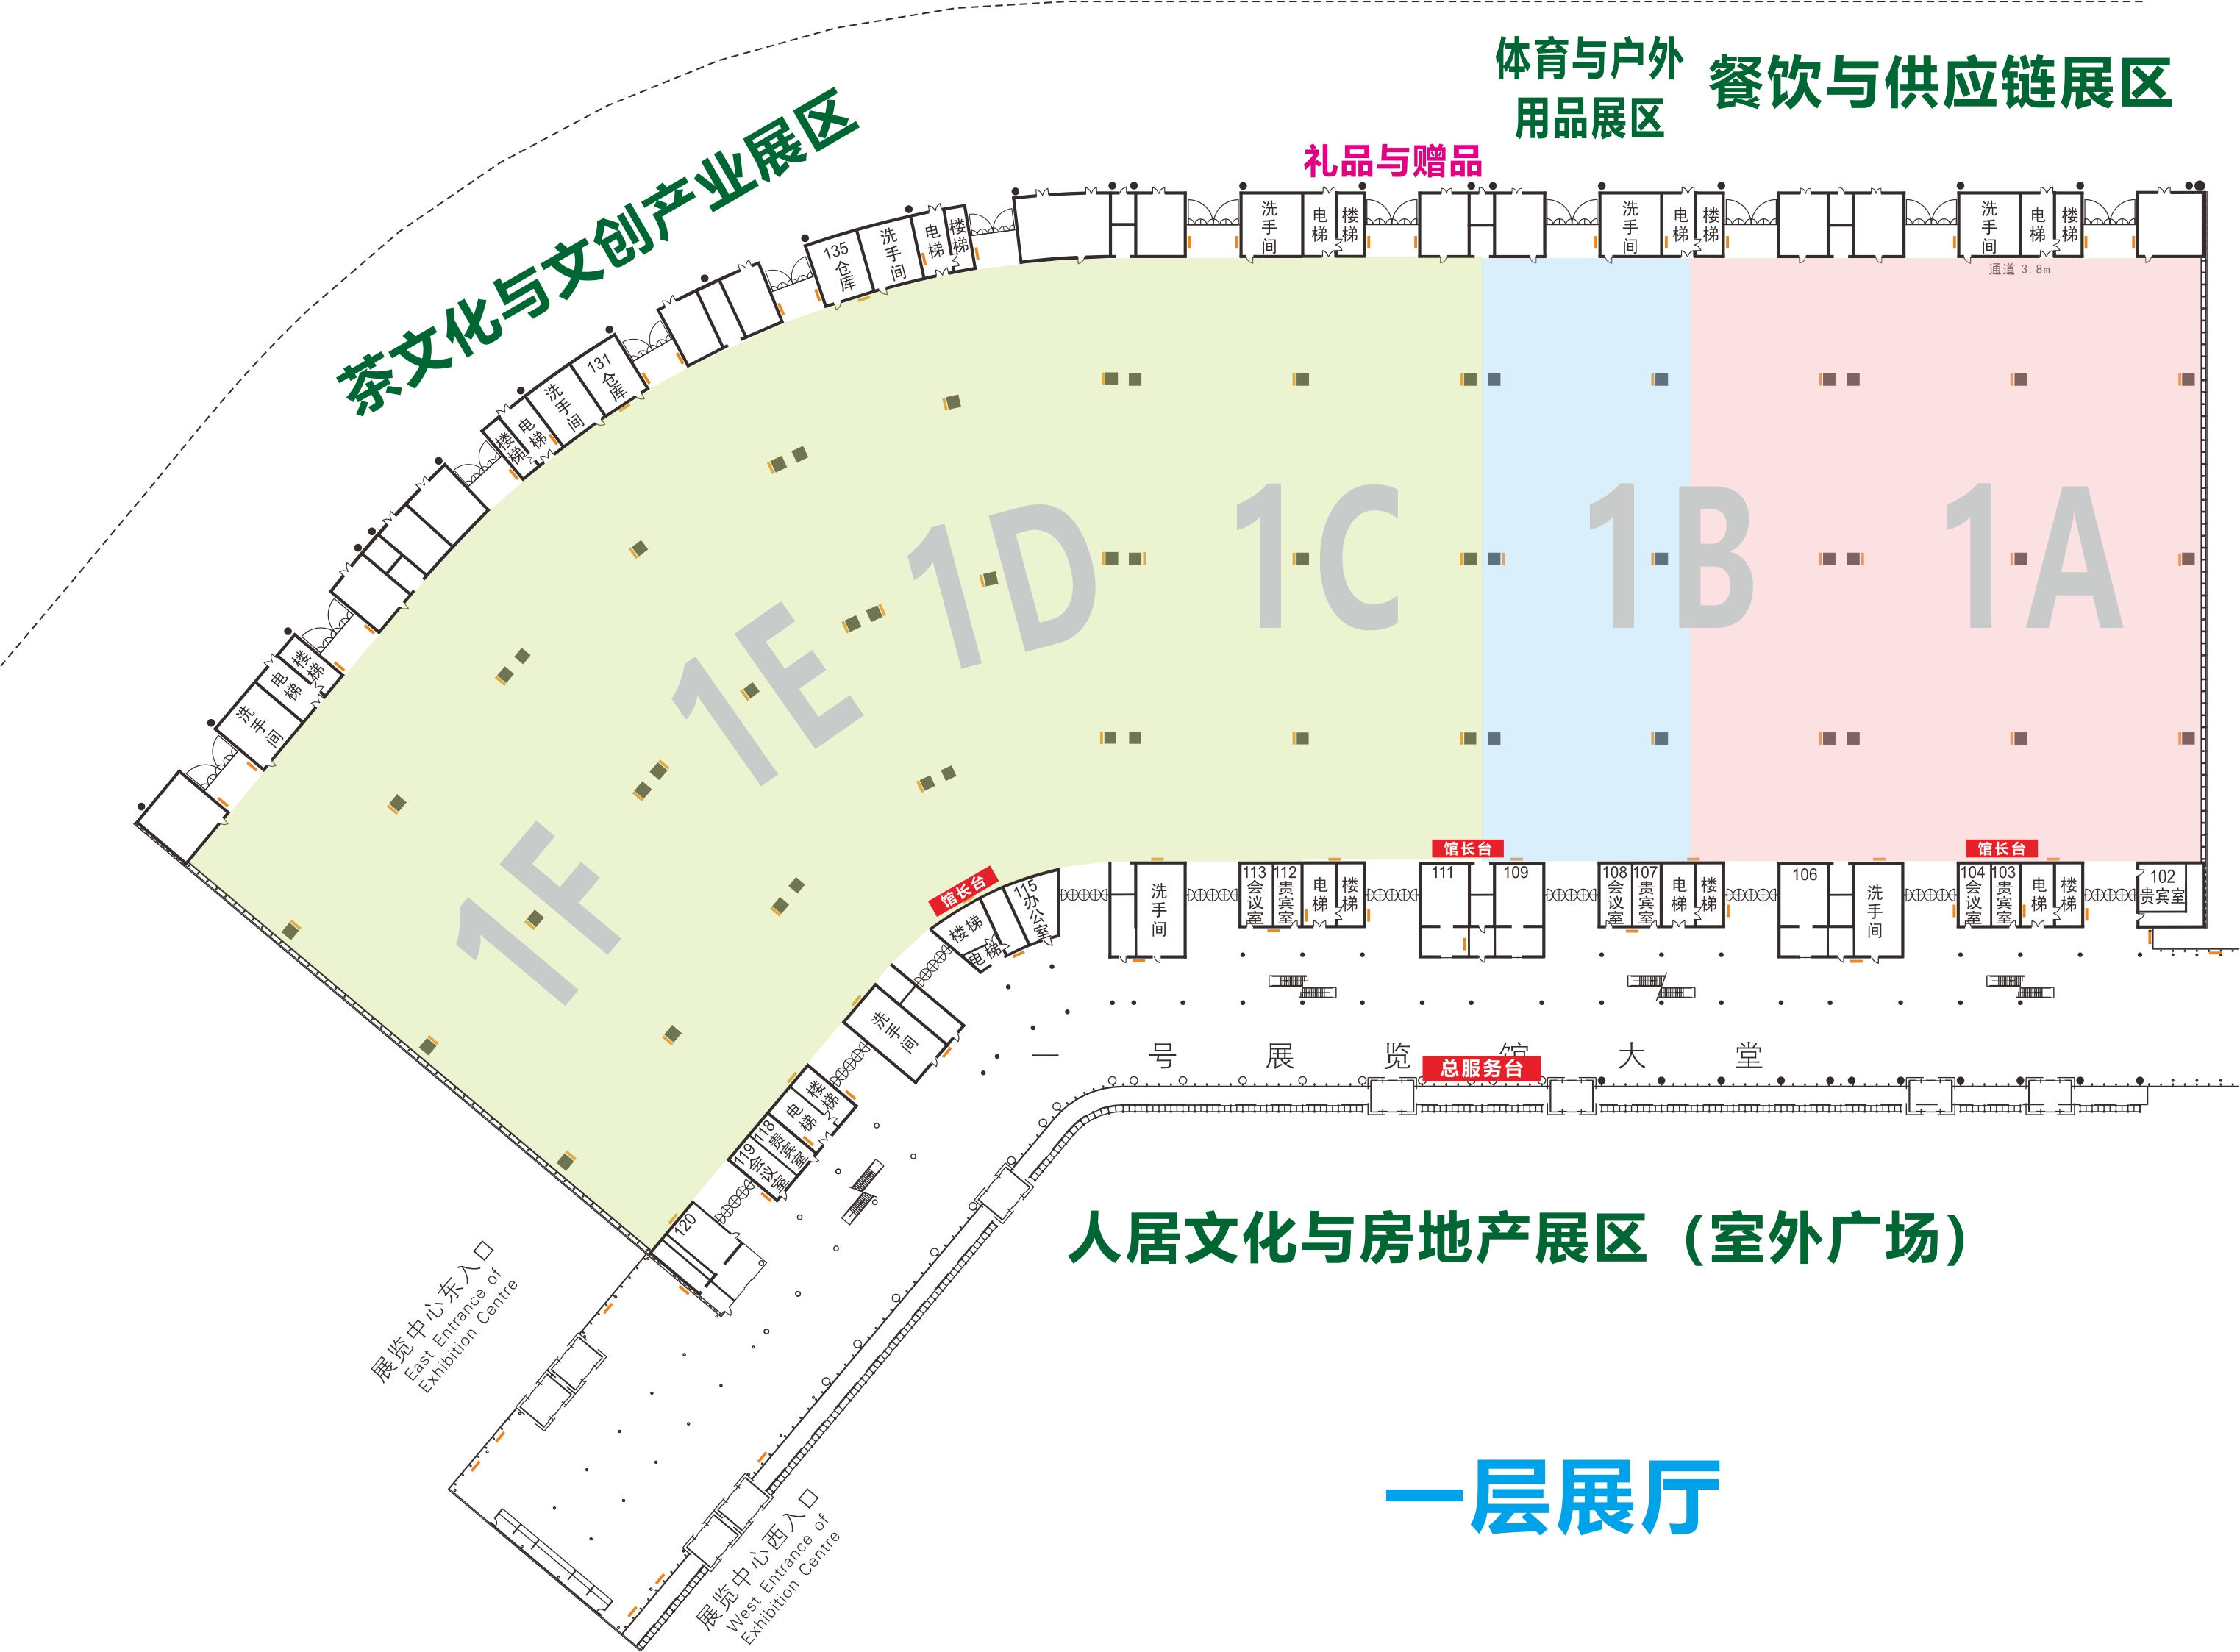 体育与户外
用品展区
餐饮与供应链展区
礼品与赠品
茶文化与文创产业展区
洗手间
电梯
楼梯
洗手间
电梯
楼梯
洗手间
电梯
楼梯
135
仓库
洗手间
电梯
楼梯
131
仓库
洗手间
电梯
楼梯
楼梯
电梯
洗手间
通道 3.8m
1A
1B
1C
1D
1E
1F
馆长台
馆长台
馆长台
楼梯
电梯
115
办公室
洗手间
113
会议室
112
贵宾室
电梯
楼梯
111
109
108
会议室
107
贵宾室
电梯
楼梯
106
洗手间
104
会议室
103
贵宾室
电梯
楼梯
102
贵宾室
洗手间
楼梯
电梯
118
贵宾室
119
会议室
120
一号展览馆大堂
总服务台
人居文化与房地产展区（室外广场）
展览中心东入口
East Entrance of
Exhibition Centre
展览中心西入口
West Entrance of
Exhibition Centre
一层展厅